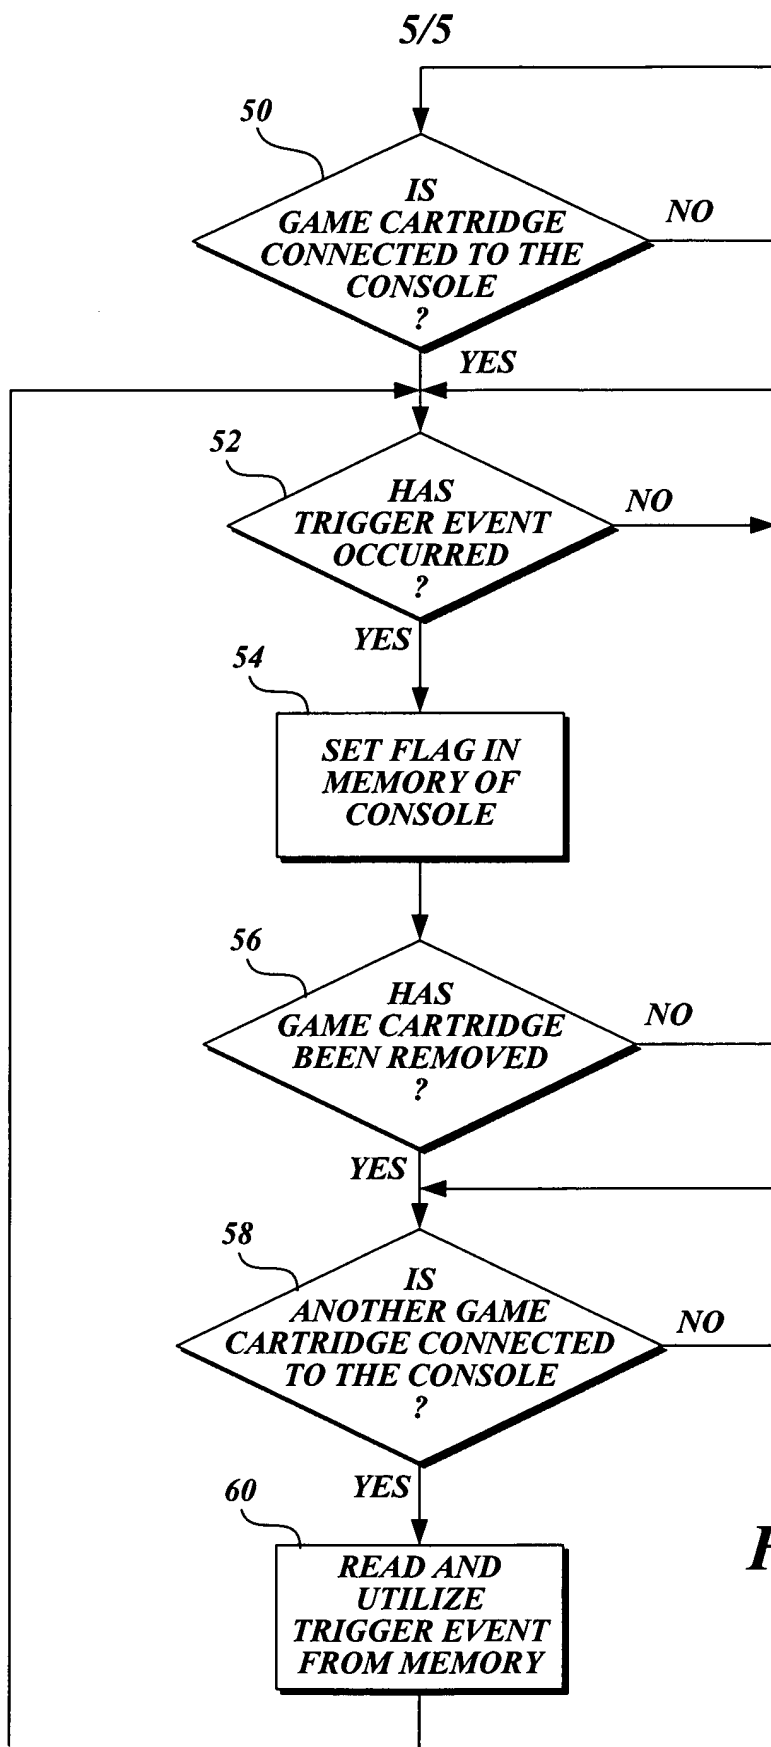 5/5
50
IS
GAME CARTRIDGE
CONNECTED TO THE
CONSOLE
?
NO
YES
52
HAS
TRIGGER EVENT
OCCURRED
?
NO
YES
54
SET FLAG IN
MEMORY OF
CONSOLE
56
HAS
GAME CARTRIDGE
BEEN REMOVED
?
NO
YES
58
IS
ANOTHER GAME
CARTRIDGE CONNECTED
TO THE CONSOLE
?
NO
YES
60
READ AND
UTILIZE
TRIGGER EVENT
FROM MEMORY